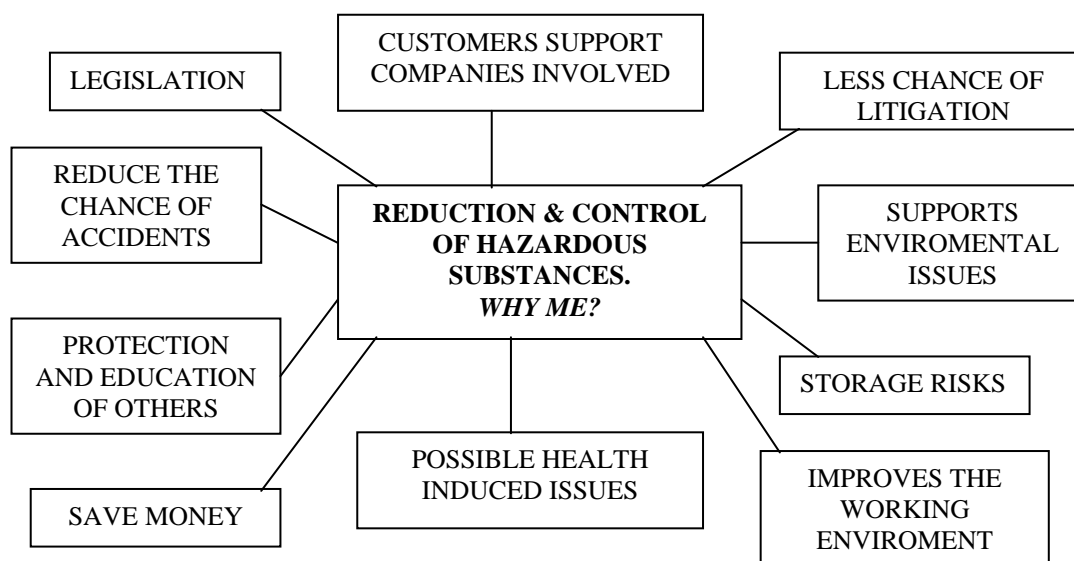 CUSTOMERS SUPPORT
COMPANIES INVOLVED
LEGISLATION
LESS CHANCE OF
LITIGATION
REDUCE THE
CHANCE OF
ACCIDENTS
REDUCTION & CONTROL
OF HAZARDOUS
SUBSTANCES.
WHY ME?
SUPPORTS
ENVIROMENTAL
ISSUES
PROTECTION
AND EDUCATION
OF OTHERS
STORAGE RISKS
SAVE MONEY
POSSIBLE HEALTH
INDUCED ISSUES
IMPROVES THE
WORKING
ENVIROMENT